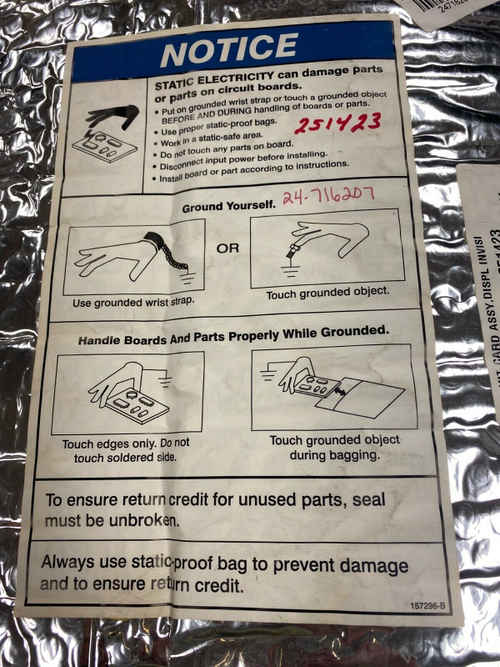 NOTICE
STATIC ELECTRICITY can damage parts
or parts on circuit boards.
• Put on grounded wrist strap or touch a grounded object
BEFORE AND DURING handling of boards or parts.
• Use proper static-proof bags.
• Work in a static-safe area.
251423
• Do not touch any parts on board.
• Disconnect input power before installing.
• Install board or part according to instructions.
24-716207
Ground Yourself.
OR
Use grounded wrist strap.
Touch grounded object.
Handle Boards And Parts Properly While Grounded.
Touch edges only. Do not
touch soldered side.
Touch grounded object
during bagging.
To ensure return credit for unused parts, seal
must be unbroken.
Always use static-proof bag to prevent damage
and to ensure return credit.
157296-B
CARD ASSY,DISPL INVISI